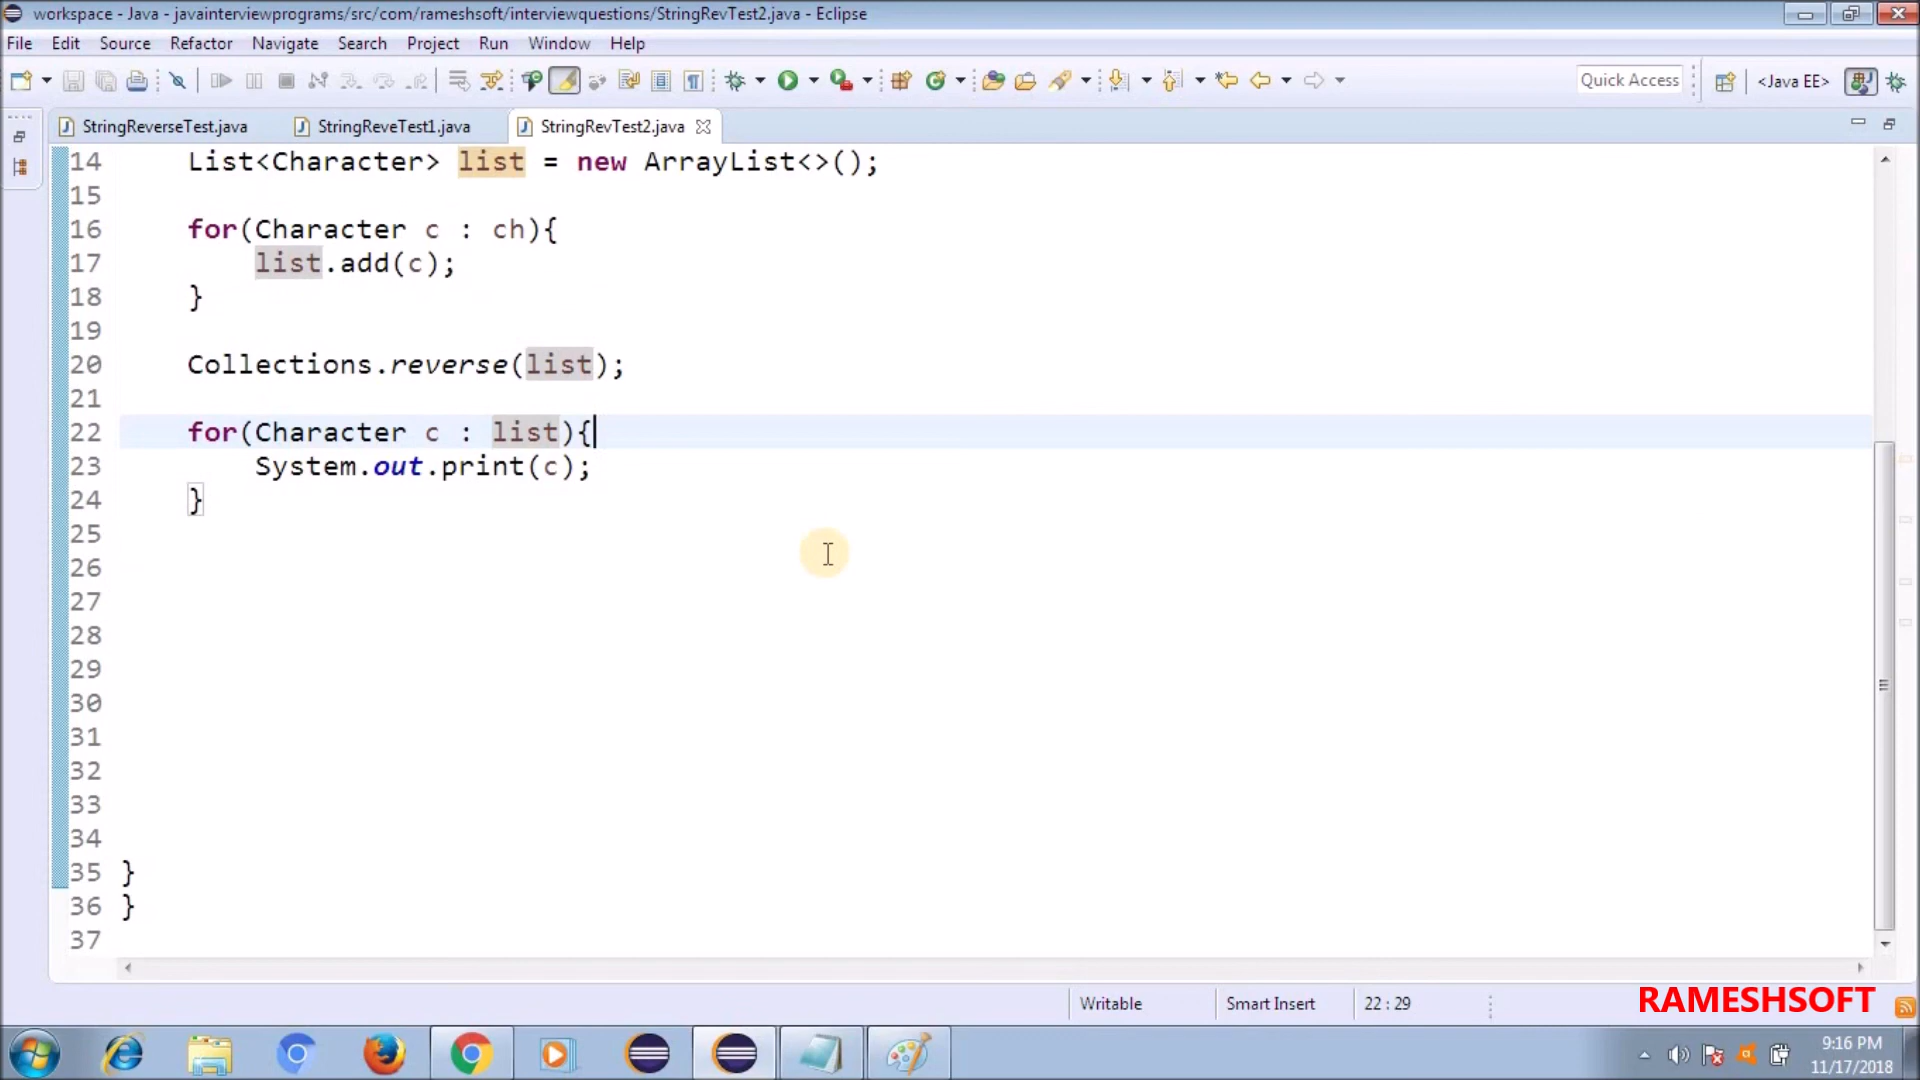 workspace - Java - javainterviewprograms/src/com/rameshsoft/interviewquestions/StringRevTest2.java - Eclipse
File Edit Source Refactor Navigate Search Project Run Window Help
Quick Access <Java EE>
StringReverseTest.java StringReveTest1.java StringRevTest2.java
14 List<Character> list = new ArrayList<>();
15
16 for(Character c : ch){
17 list.add(c);
18 }
19
20 Collections.reverse(list);
21
22 for(Character c : list){
23 System.out.print(c);
24 }
25
26
27
28
29
30
31
32
33
34
35 }
36 }
37
Writable Smart Insert 22 : 29
RAMESHSOFT
9:16 PM
11/17/2018